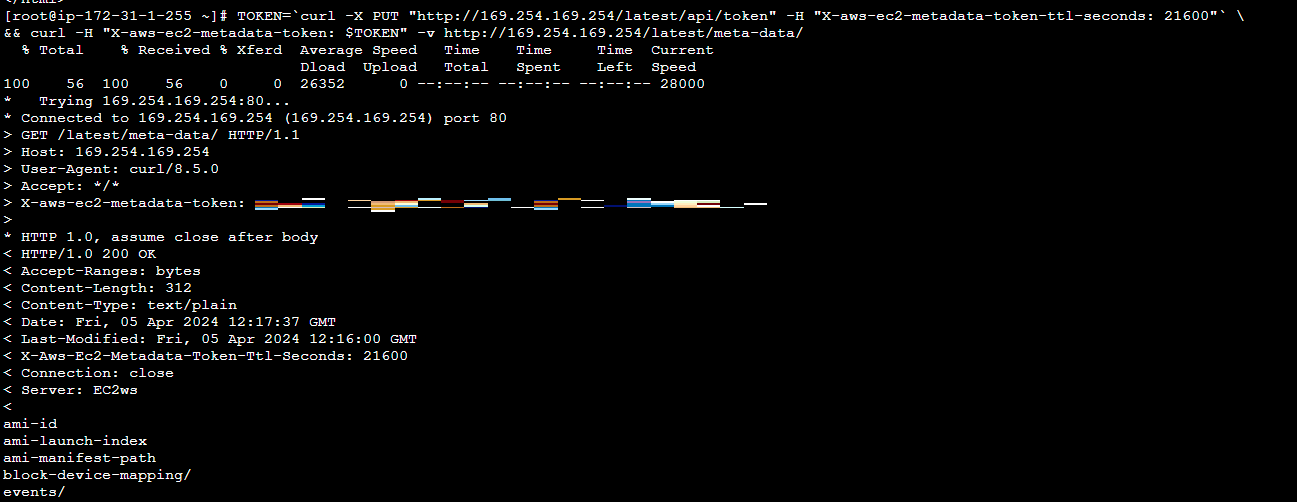 </html>
[root@ip-172-31-1-255 ~]# TOKEN=`curl -X PUT "http://169.254.169.254/latest/api/token" -H "X-aws-ec2-metadata-token-ttl-seconds: 21600"` \
&& curl -H "X-aws-ec2-metadata-token: $TOKEN" -v http://169.254.169.254/latest/meta-data/
  % Total    % Received % Xferd  Average Speed   Time    Time     Time  Current
                                 Dload  Upload   Total   Spent    Left  Speed
100    56  100    56    0     0  26352      0 --:--:-- --:--:-- --:--:-- 28000
*   Trying 169.254.169.254:80...
* Connected to 169.254.169.254 (169.254.169.254) port 80
> GET /latest/meta-data/ HTTP/1.1
> Host: 169.254.169.254
> User-Agent: curl/8.5.0
> Accept: */*
> X-aws-ec2-metadata-token:
>
* HTTP 1.0, assume close after body
< HTTP/1.0 200 OK
< Accept-Ranges: bytes
< Content-Length: 312
< Content-Type: text/plain
< Date: Fri, 05 Apr 2024 12:17:37 GMT
< Last-Modified: Fri, 05 Apr 2024 12:16:00 GMT
< X-Aws-Ec2-Metadata-Token-Ttl-Seconds: 21600
< Connection: close
< Server: EC2ws
<
ami-id
ami-launch-index
ami-manifest-path
block-device-mapping/
events/